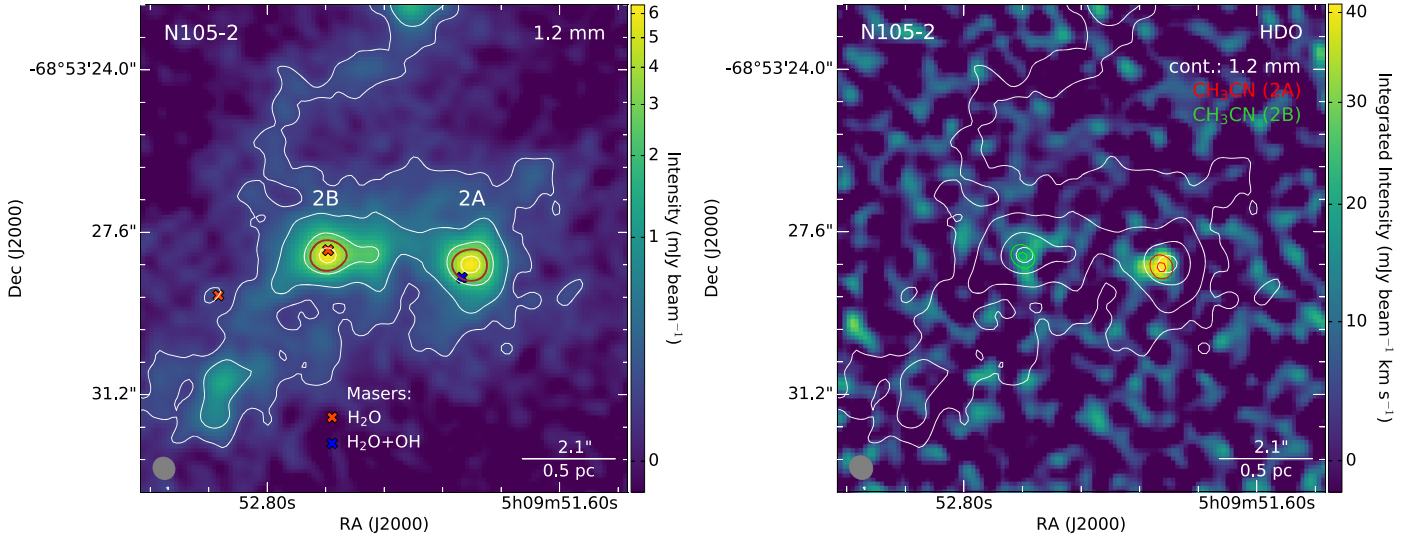 N105-2
1.2 mm
-68°53'24.0"
27.6"
31.2"
Dec (J2000)
2B
2A
Masers:
H₂O
H₂O+OH
2.1"
0.5 pc
52.80s
5h09m51.60s
RA (J2000)
6
5
4
3
2
1
0
Intensity (mJy beam⁻¹)
N105-2
HDO
cont.: 1.2 mm
CH₃CN (2A)
CH₃CN (2B)
-68°53'24.0"
27.6"
31.2"
Dec (J2000)
2.1"
0.5 pc
52.80s
5h09m51.60s
RA (J2000)
40
30
20
10
0
Integrated Intensity (mJy beam⁻¹ km s⁻¹)